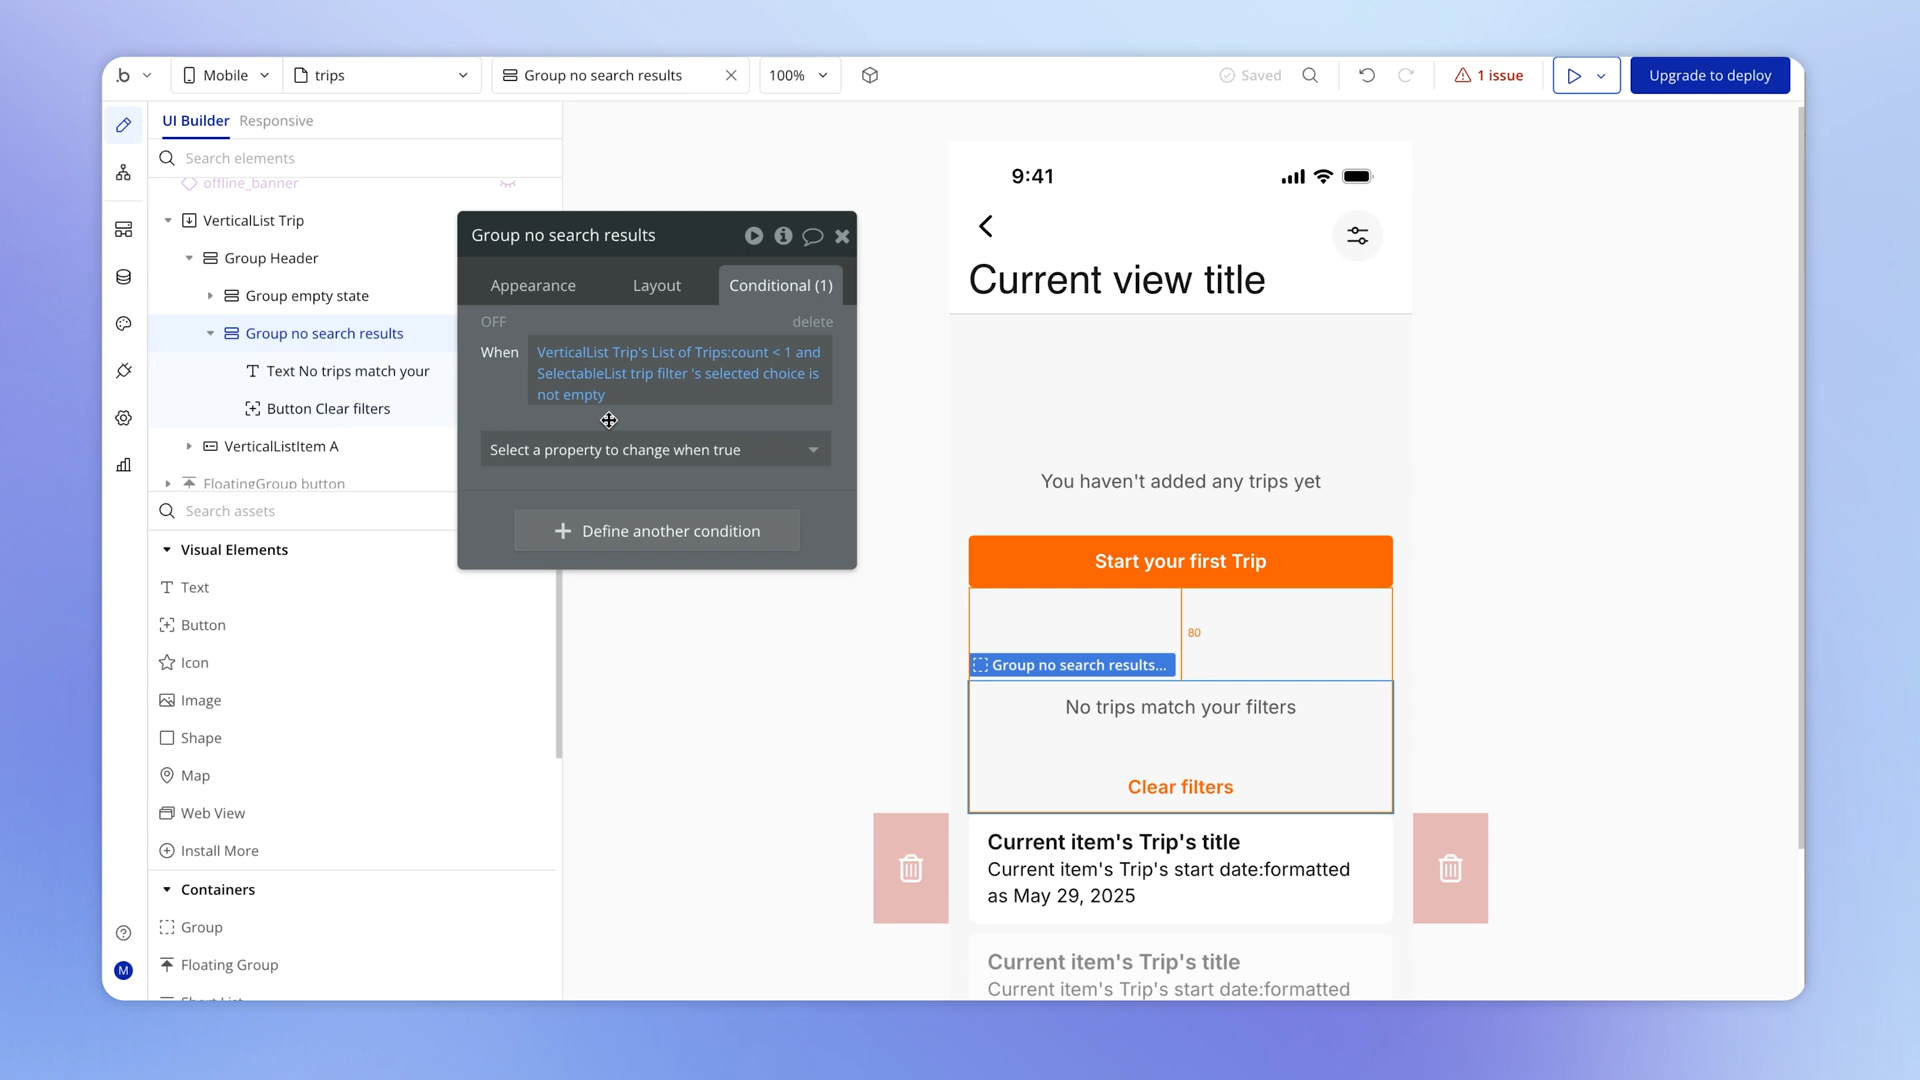 .b
Mobile
trips
Group no search results
100%
Saved
1 issue
Upgrade to deploy
UI Builder
Responsive
Search elements
offline_banner
VerticalList Trip
Group Header
Group empty state
Group no search results
Text No trips match your
Button Clear filters
VerticalListItem A
FloatingGroup button
Search assets
Visual Elements
Text
Button
Icon
Image
Shape
Map
Web View
Install More
Containers
Group
Floating Group
M
Group no search results
Appearance
Layout
Conditional (1)
OFF
delete
When
VerticalList Trip's List of Trips:count < 1 and
SelectableList trip filter 's selected choice is
not empty
Select a property to change when true
Define another condition
9:41
Current view title
You haven't added any trips yet
Start your first Trip
80
Group no search results...
No trips match your filters
Clear filters
Current item's Trip's title
Current item's Trip's start date:formatted
as May 29, 2025
Current item's Trip's title
Current item's Trip's start date:formatted